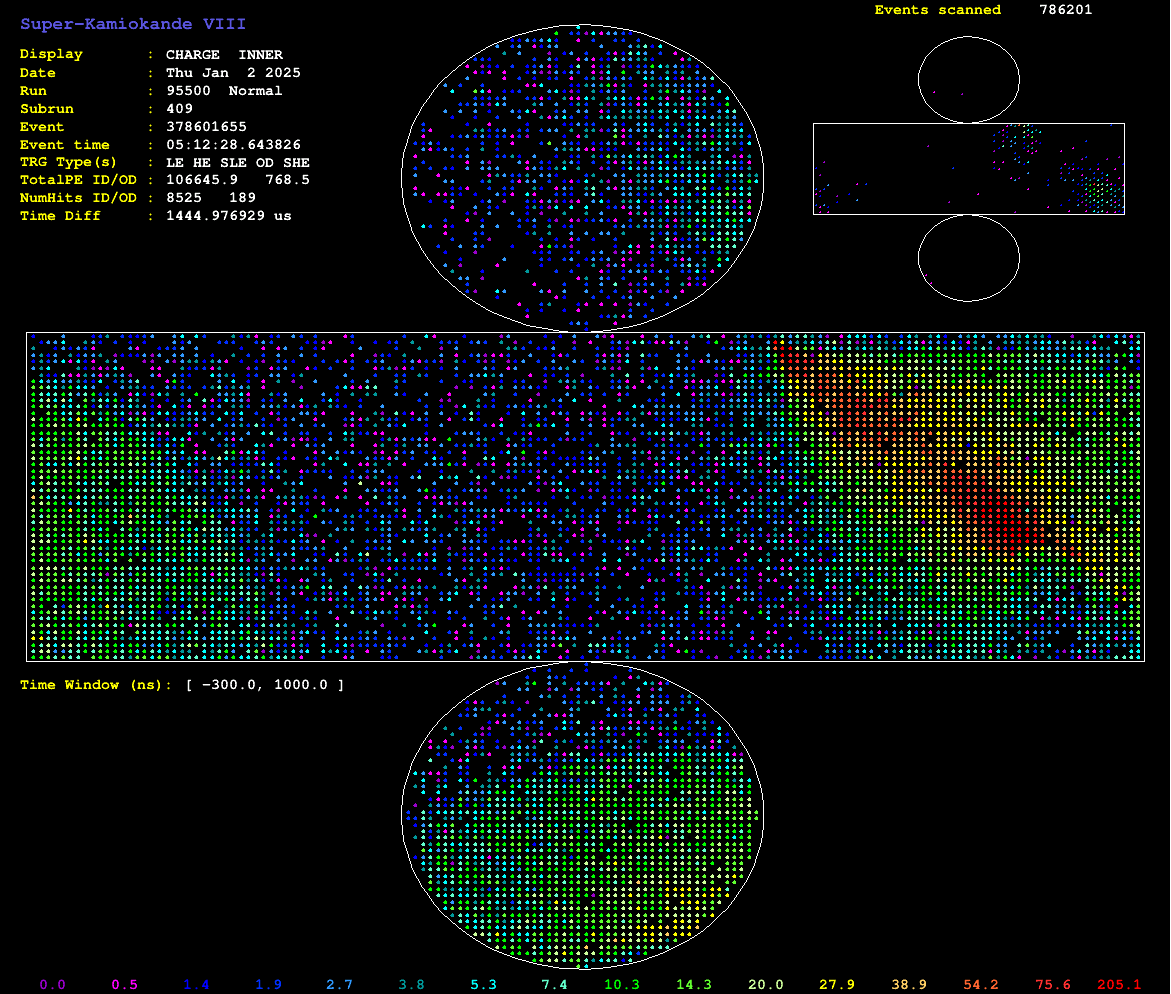 Super-Kamiokande VIII
Events scanned 786201
Display : CHARGE INNER
Date : Thu Jan 2 2025
Run : 95500 Normal
Subrun : 409
Event : 378601655
Event time : 05:12:28.643826
TRG Type(s) : LE HE SLE OD SHE
TotalPE ID/OD : 106645.9 768.5
NumHits ID/OD : 8525 189
Time Diff : 1444.976929 us
Time Window (ns): [ -300.0, 1000.0 ]
0.0 0.5 1.4 1.9 2.7 3.8 5.3 7.4 10.3 14.3 20.0 27.9 38.9 54.2 75.6 205.1